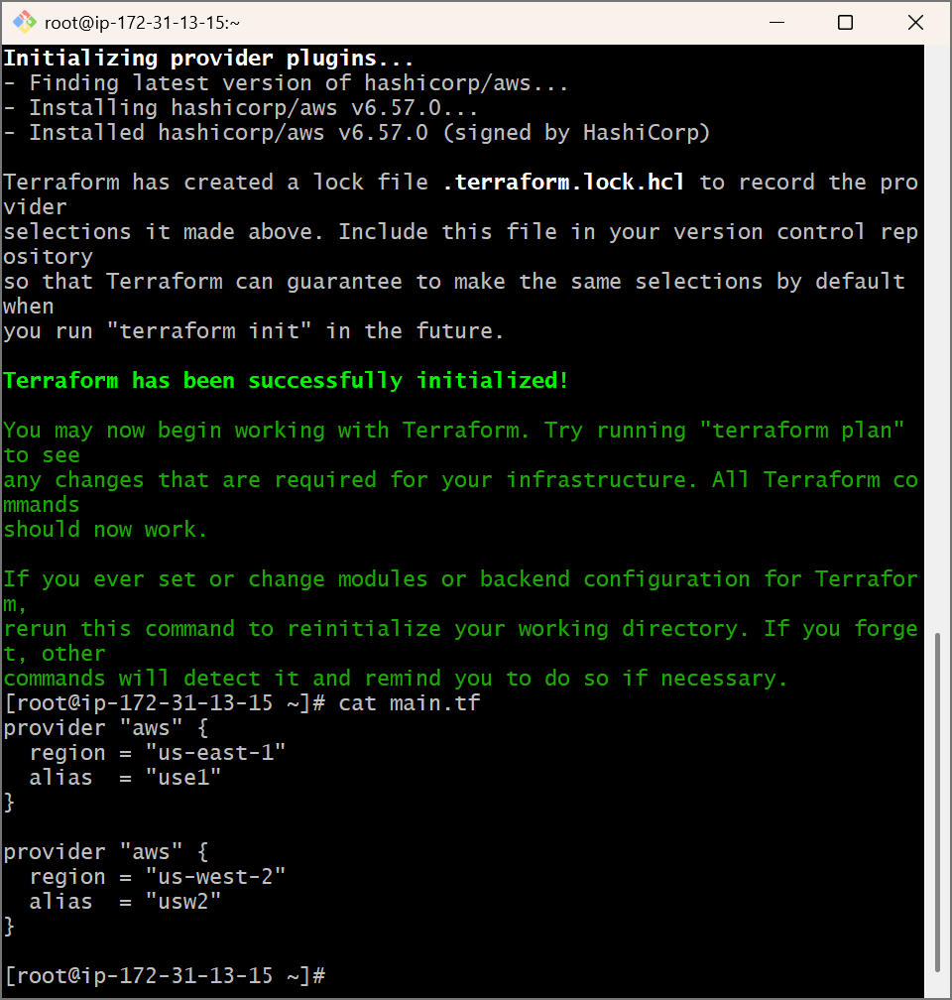 root@ip-172-31-13-15:~
Initializing provider plugins...
- Finding latest version of hashicorp/aws...
- Installing hashicorp/aws v6.57.0...
- Installed hashicorp/aws v6.57.0 (signed by HashiCorp)
Terraform has created a lock file .terraform.lock.hcl to record the pro
vider
selections it made above. Include this file in your version control rep
ository
so that Terraform can guarantee to make the same selections by default
when
you run "terraform init" in the future.
Terraform has been successfully initialized!
You may now begin working with Terraform. Try running "terraform plan"
to see
any changes that are required for your infrastructure. All Terraform co
mmands
should now work.
If you ever set or change modules or backend configuration for Terrafor
m,
rerun this command to reinitialize your working directory. If you forge
t, other
commands will detect it and remind you to do so if necessary.
[root@ip-172-31-13-15 ~]# cat main.tf
provider "aws" {
  region = "us-east-1"
  alias  = "use1"
}
provider "aws" {
  region = "us-west-2"
  alias  = "usw2"
}
[root@ip-172-31-13-15 ~]#